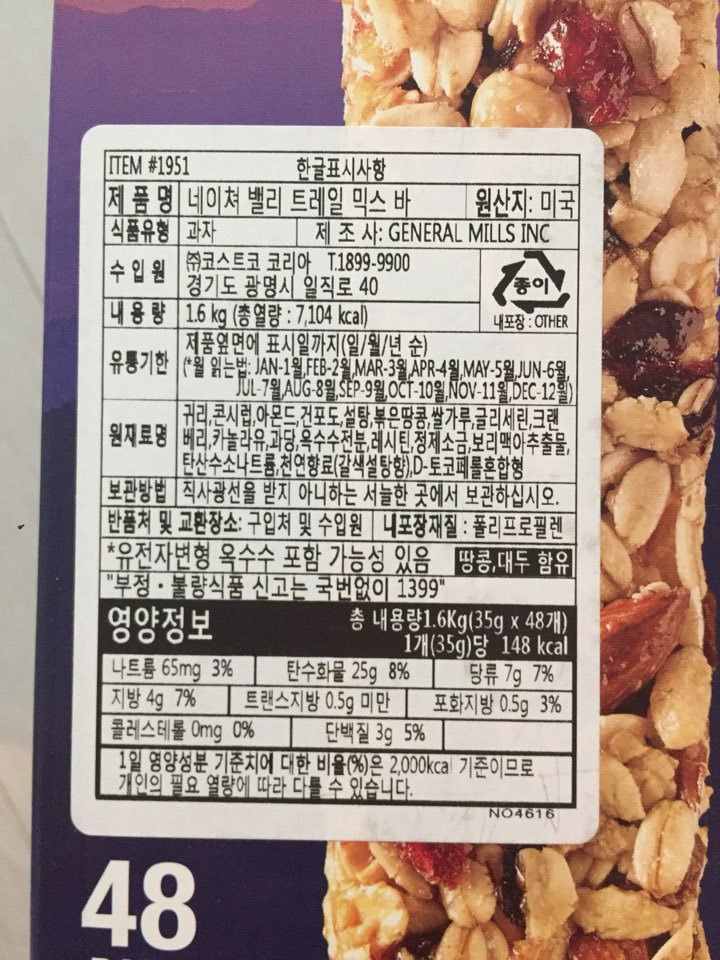 ITEM #1951 한글표시사항
제 품 명 네이쳐 밸리 트레일 믹스 바 원산지: 미국
식품유형 과자 제 조 사: GENERAL MILLS INC
수 입 원 ㈜코스트코 코리아 T.1899-9900
경기도 광명시 일직로 40
종이
내포장 : OTHER
내 용 량 1.6 kg (총열량 : 7,104 kcal)
유통기한 제품옆면에 표시일까지(일/월/년 순)
(*월 읽는법: JAN-1월,FEB-2월,MAR-3월,APR-4월,MAY-5월,JUN-6월,
JUL-7월,AUG-8월,SEP-9월,OCT-10월,NOV-11월,DEC-12월)
원재료명 귀리,콘시럽,아몬드,건포도,설탕,볶은땅콩,쌀가루,글리세린,크랜
베리,카놀라유,과당,옥수수전분,레시틴,정제소금,보리맥아추출물,
탄산수소나트륨,천연향료(갈색설탕향),D-토코페롤혼합형
보관방법 직사광선을 받지 아니하는 서늘한 곳에서 보관하십시오.
반품처 및 교환장소: 구입처 및 수입원 내포장재질 : 폴리프로필렌
*유전자변형 옥수수 포함 가능성 있음 땅콩,대두 함유
"부정·불량식품 신고는 국번없이 1399"
영양정보 총 내용량1.6Kg(35g x 48개)
1개(35g)당 148 kcal
나트륨 65mg 3% 탄수화물 25g 8% 당류 7g 7%
지방 4g 7% 트랜스지방 0.5g 미만 포화지방 0.5g 3%
콜레스테롤 0mg 0% 단백질 3g 5%
1일 영양성분 기준치에 대한 비율(%)은 2,000kcal 기준이므로
개인의 필요 열량에 따라 다를 수 있습니다.
NO4616
48